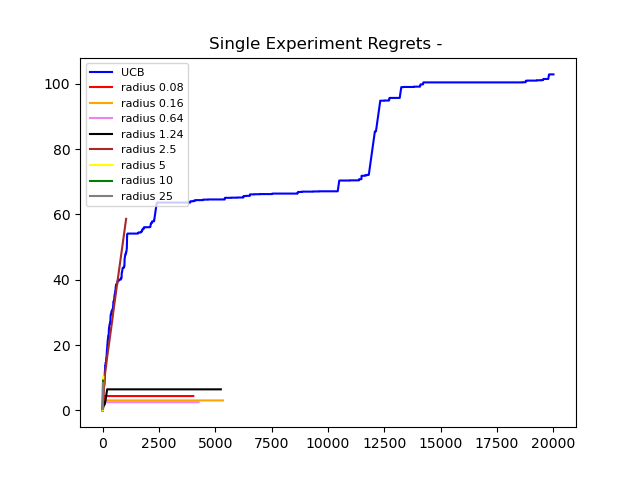 Single Experiment Regrets -
UCB
radius 0.08
radius 0.16
radius 0.64
radius 1.24
radius 2.5
radius 5
radius 10
radius 25
100
80
60
40
20
0
0 2500 5000 7500 10000 12500 15000 17500 20000